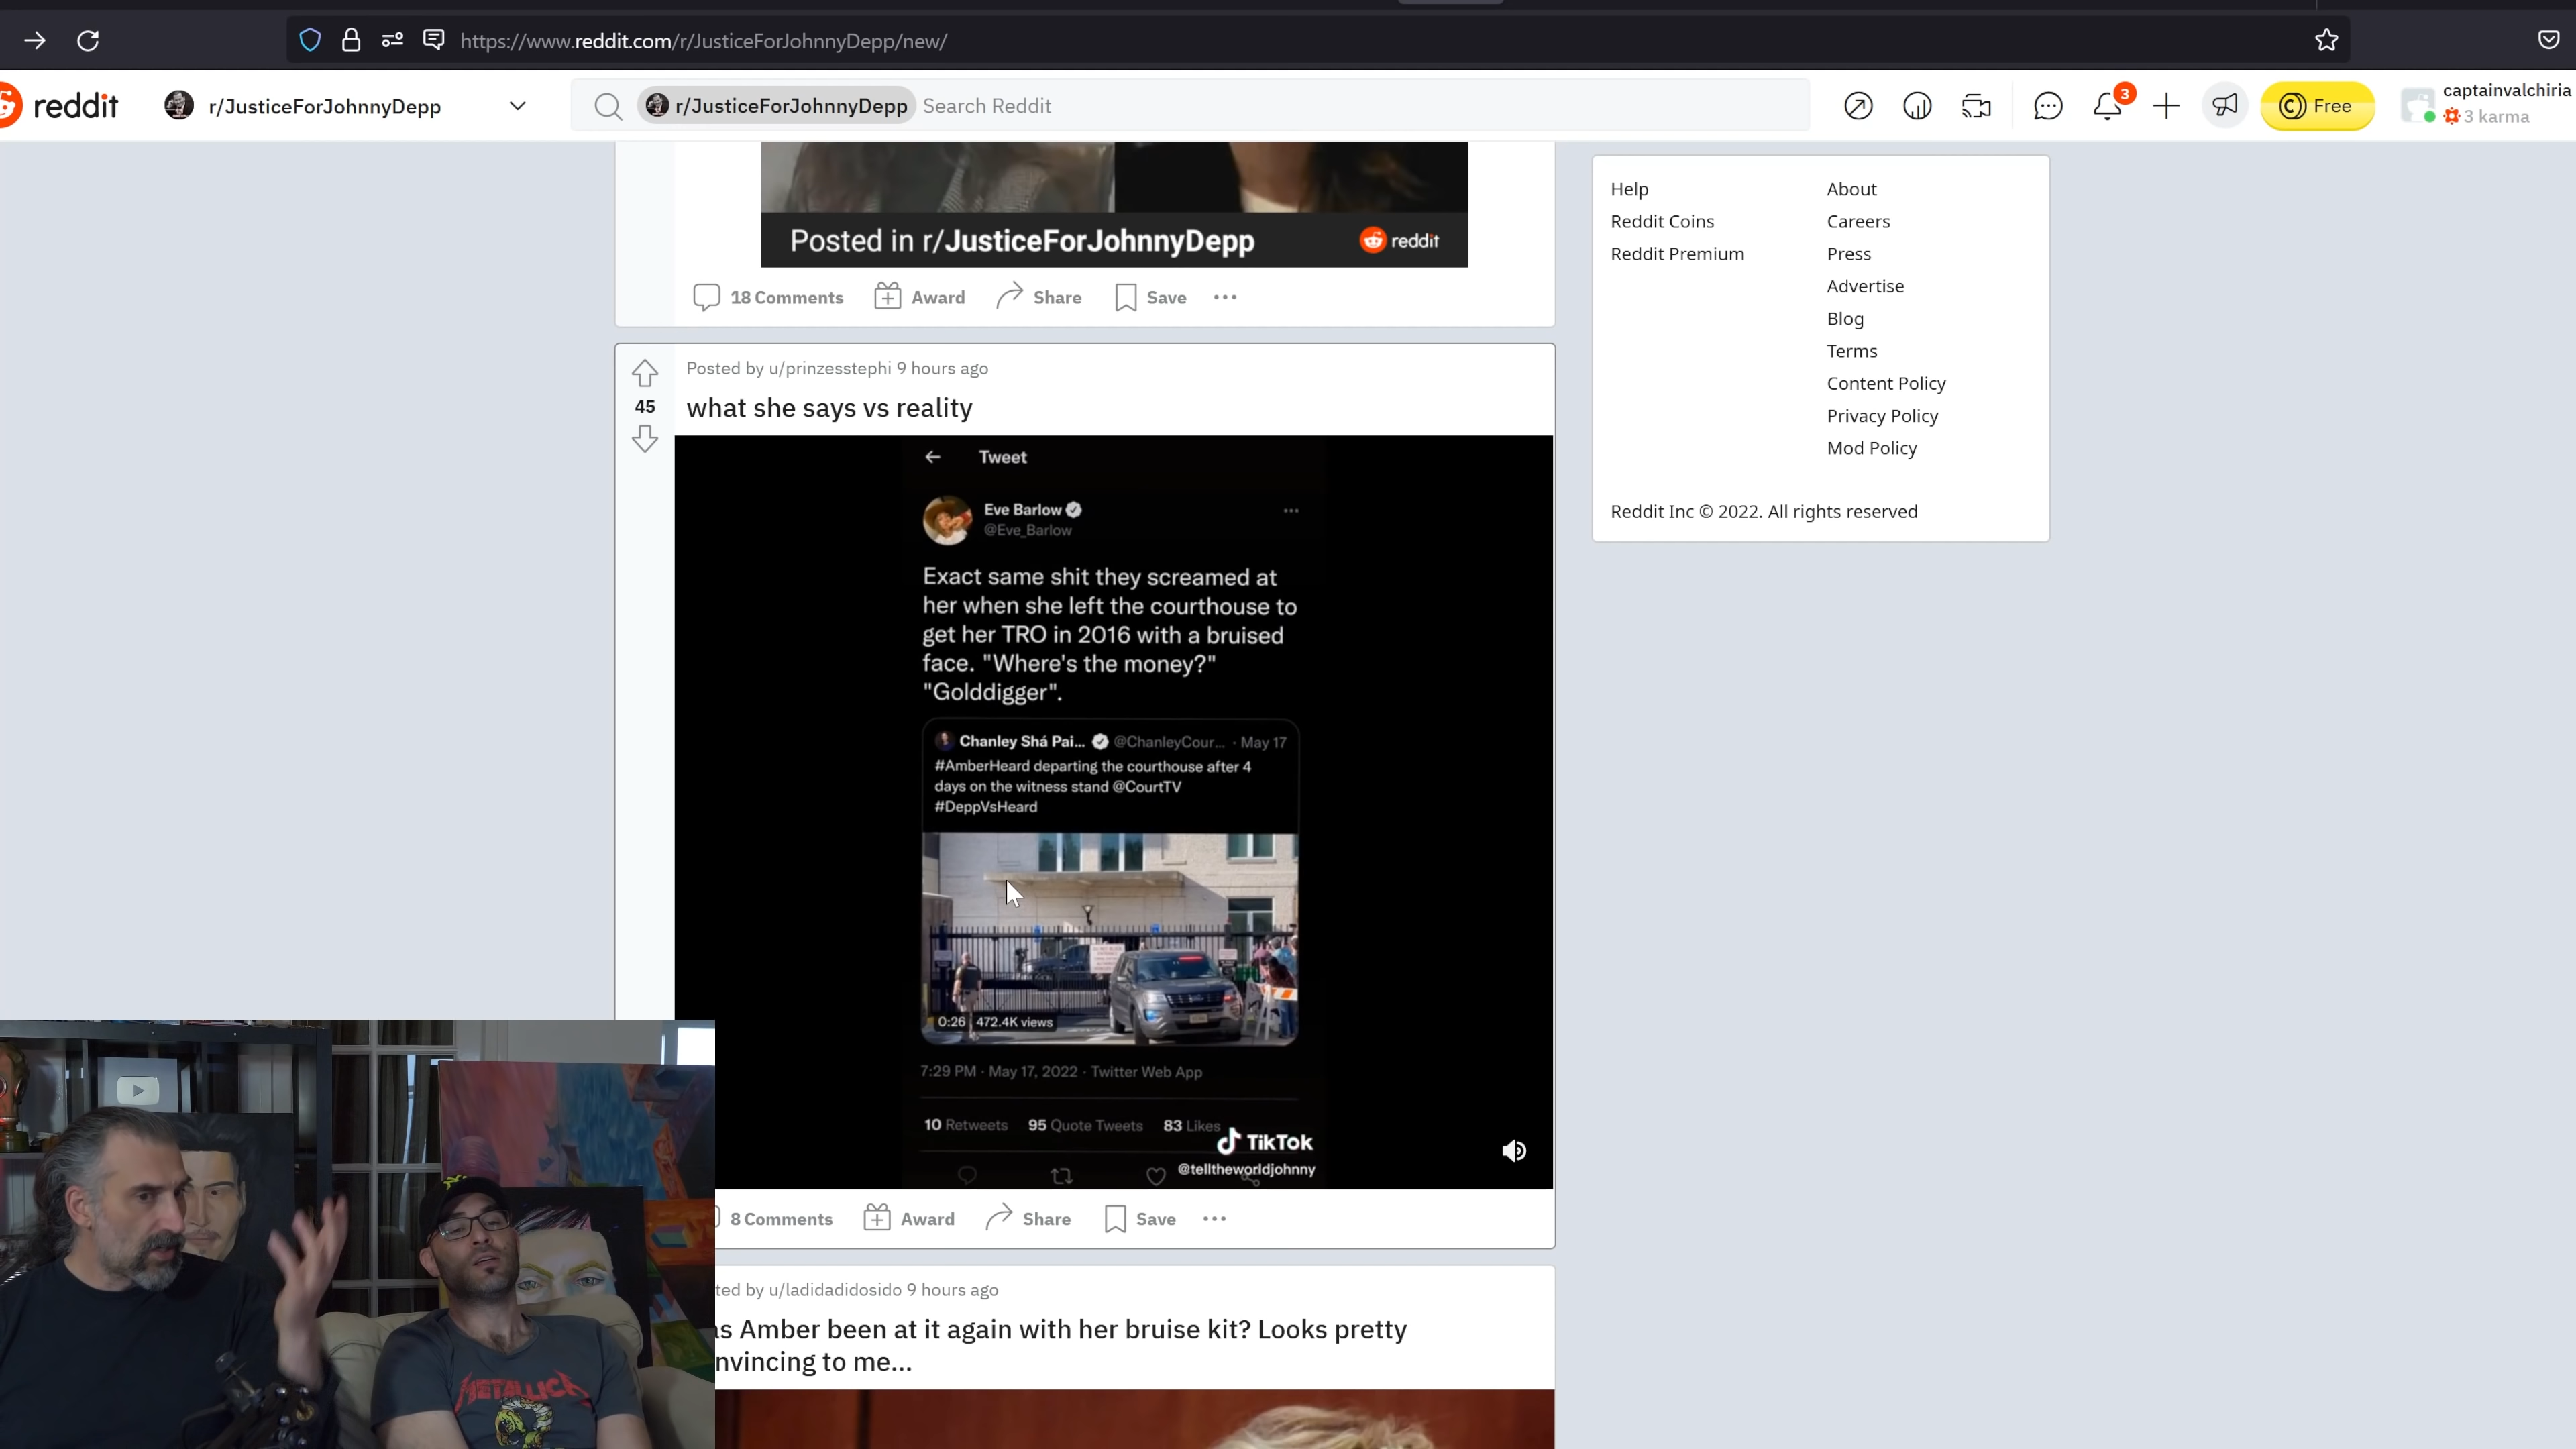 https://www.reddit.com/r/JusticeForJohnnyDepp/new/
reddit
r/JusticeForJohnnyDepp
r/JusticeForJohnnyDepp Search Reddit
3
Free
captainvalchiria
3 karma
Posted in r/JusticeForJohnnyDepp
reddit
18 Comments Award Share Save
Help
Reddit Coins
Reddit Premium
About
Careers
Press
Advertise
Blog
Terms
Content Policy
Privacy Policy
Mod Policy
Reddit Inc © 2022. All rights reserved
45
Posted by u/prinzesstephi 9 hours ago
what she says vs reality
Tweet
Eve Barlow
@Eve_Barlow
Exact same shit they screamed at
her when she left the courthouse to
get her TRO in 2016 with a bruised
face. "Where's the money?"
"Golddigger".
Chanley Shá Pai... @ChanleyCour... · May 17
#AmberHeard departing the courthouse after 4
days on the witness stand @CourtTV
#DeppVsHeard
0:26 472.4K views
7:29 PM · May 17, 2022 · Twitter Web App
10 Retweets 95 Quote Tweets 83 Likes
TikTok
@telltheworldjohnny
8 Comments Award Share Save
ted by u/ladidadidosido 9 hours ago
as Amber been at it again with her bruise kit? Looks pretty
nvincing to me...
METALLICA